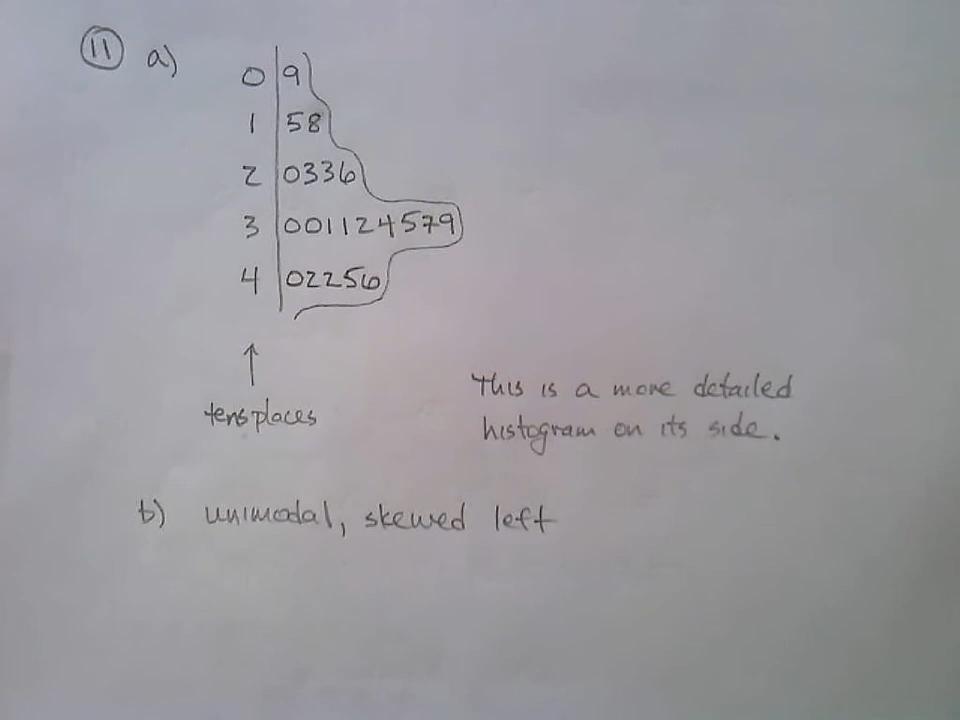 11 a)
0 | 9
1 | 58
2 | 0336
3 | 001124579
4 | 02256
↑
tens places
This is a more detailed
histogram on its side.
b) unimodal, skewed left